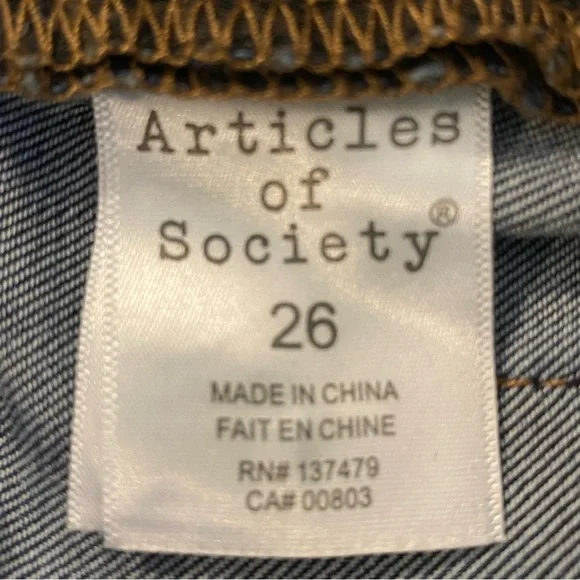 Articles
of
Society®
26
MADE IN CHINA
FAIT EN CHINE
RN# 137479
CA# 00803